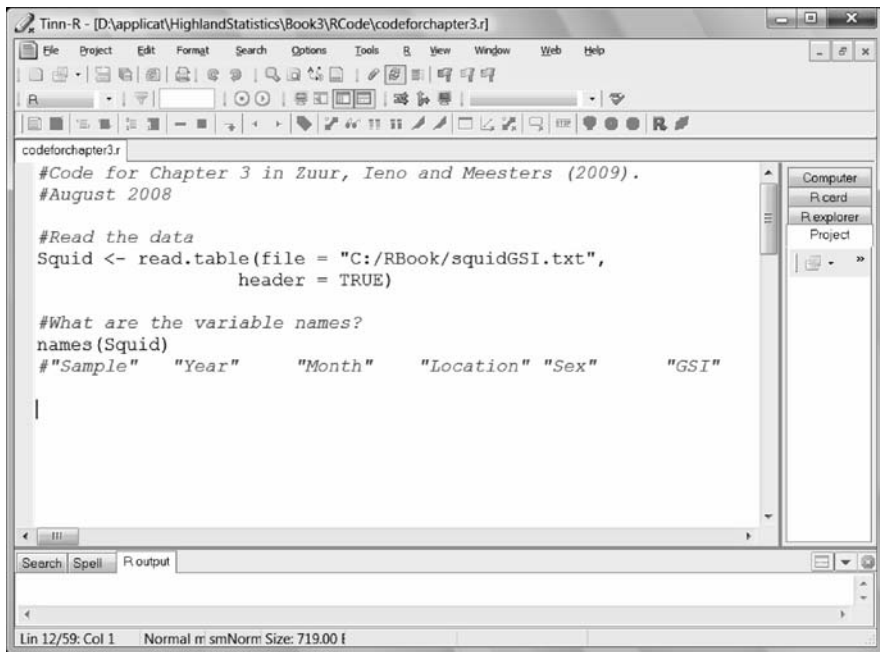 Tinn-R - [D:\applicat\HighlandStatistics\Book3\RCode\codeforchapter3.r]
File Project Edit Format Search Options Tools R View Window Web Help
R
codeforchapter3.r
#Code for Chapter 3 in Zuur, Ieno and Meesters (2009).
#August 2008
#Read the data
Squid <- read.table(file = "C:/RBook/squidGSI.txt",
header = TRUE)
#What are the variable names?
names(Squid)
#"Sample" "Year" "Month" "Location" "Sex" "GSI"
Computer
R card
R explorer
Project
Search Spell R output
Lin 12/59: Col 1 Normal m smNorm Size: 719.00